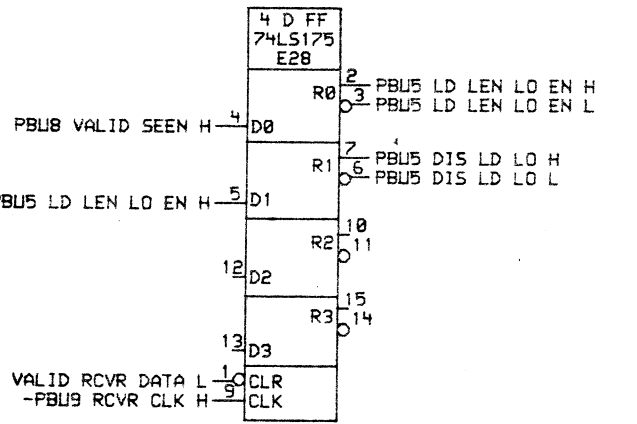 4 D FF
74LS175
E28
R0
2 PBU5 LD LEN LO EN H
3 PBU5 LD LEN LO EN L
PBU8 VALID SEEN H 4 D0
R1
7 PBU5 DIS LD LO H
6 PBU5 DIS LD LO L
PBU5 LD LEN LO EN H 5 D1
R2
10
11
12 D2
R3
15
14
13 D3
VALID RCVR DATA L 1 CLR
-PBU9 RCVR CLK H 9 CLK